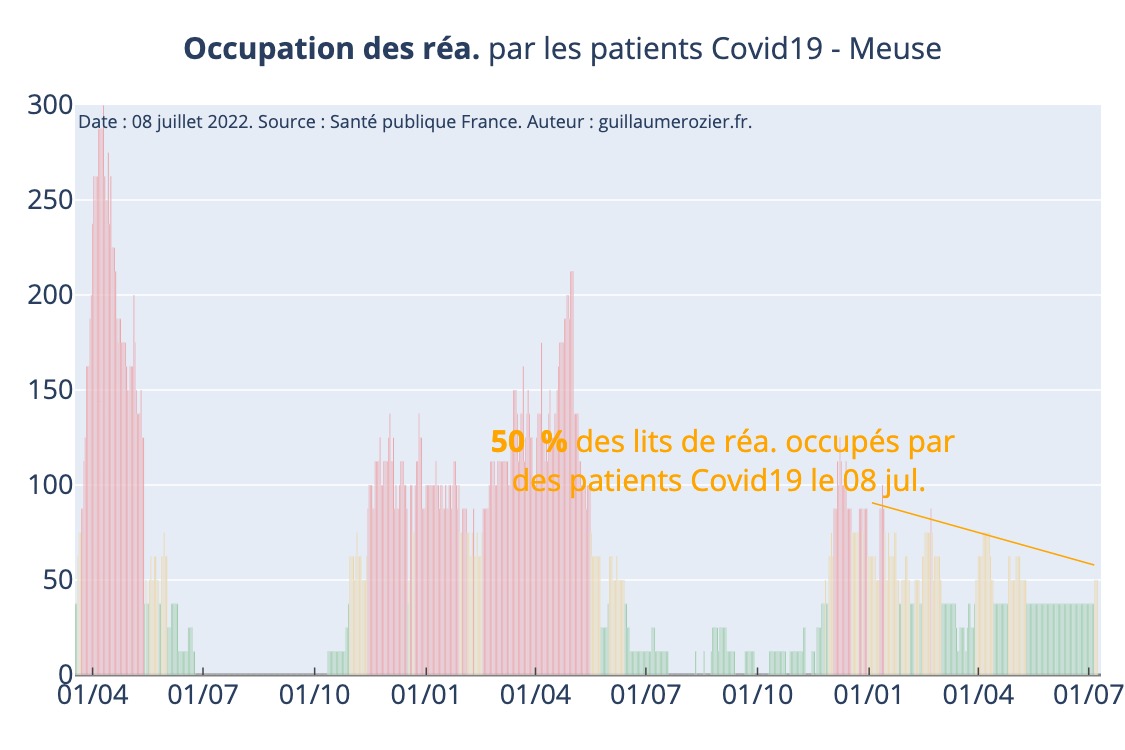 Occupation des réa. par les patients Covid19 - Meuse
300
Date : 08 juillet 2022. Source : Santé publique France. Auteur : guillaumerozier.fr.
250
200
150
50 % des lits de réa. occupés par
des patients Covid19 le 08 jul.
100
50
0
01/04 01/07 01/10 01/01 01/04 01/07 01/10 01/01 01/04 01/07